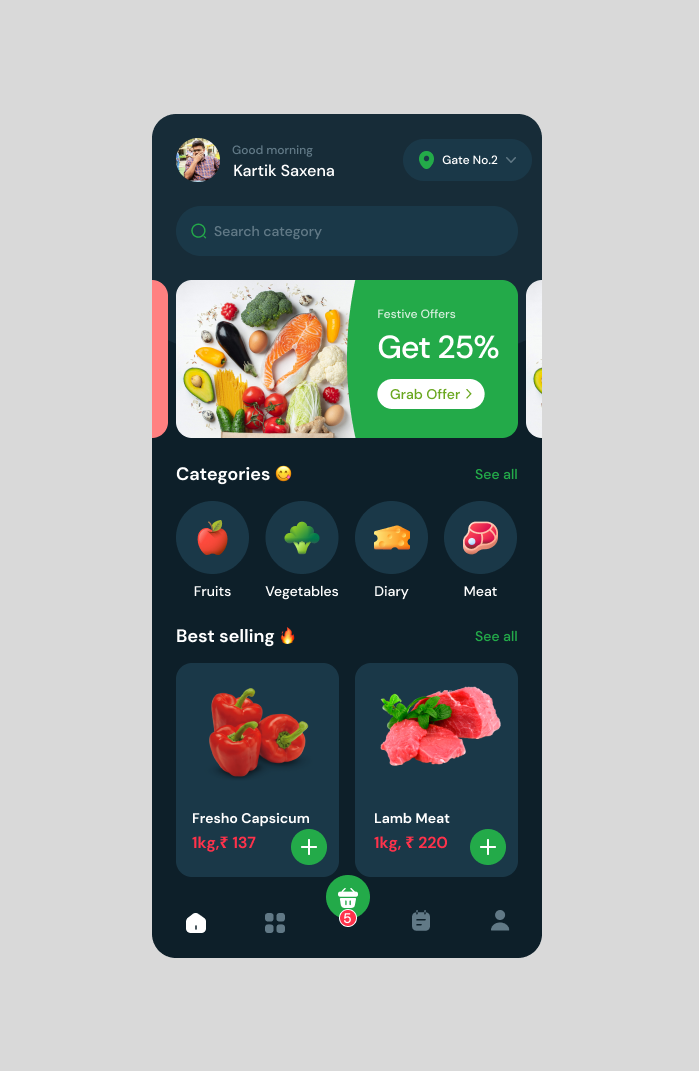 Good morning
Kartik Saxena
Gate No.2
Search category
Festive Offers
Get 25%
Grab Offer
Categories 😋
See all
Fruits
Vegetables
Diary
Meat
Best selling 🔥
See all
Fresho Capsicum
1kg,₹ 137
Lamb Meat
1kg, ₹ 220
5